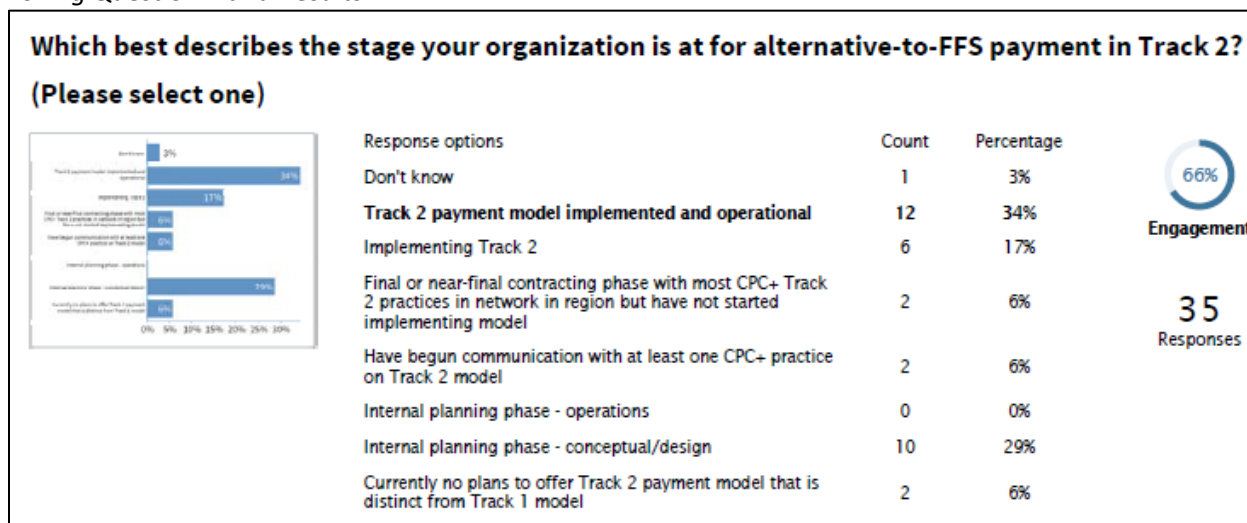 Which best describes the stage your organization is at for alternative-to-FFS payment in Track 2?
(Please select one)
3%
34%
17%
6%
6%
29%
6%
0% 5% 10% 15% 20% 25% 30%
Response options Count Percentage
Don't know 1 3%
Track 2 payment model implemented and operational 12 34%
Implementing Track 2 6 17%
Final or near-final contracting phase with most CPC+ Track
2 practices in network in region but have not started 2 6%
implementing model
Have begun communication with at least one CPC+ practice
on Track 2 model 2 6%
Internal planning phase - operations 0 0%
Internal planning phase - conceptual/design 10 29%
Currently no plans to offer Track 2 payment model that is
distinct from Track 1 model 2 6%
66%
Engagement
35
Responses